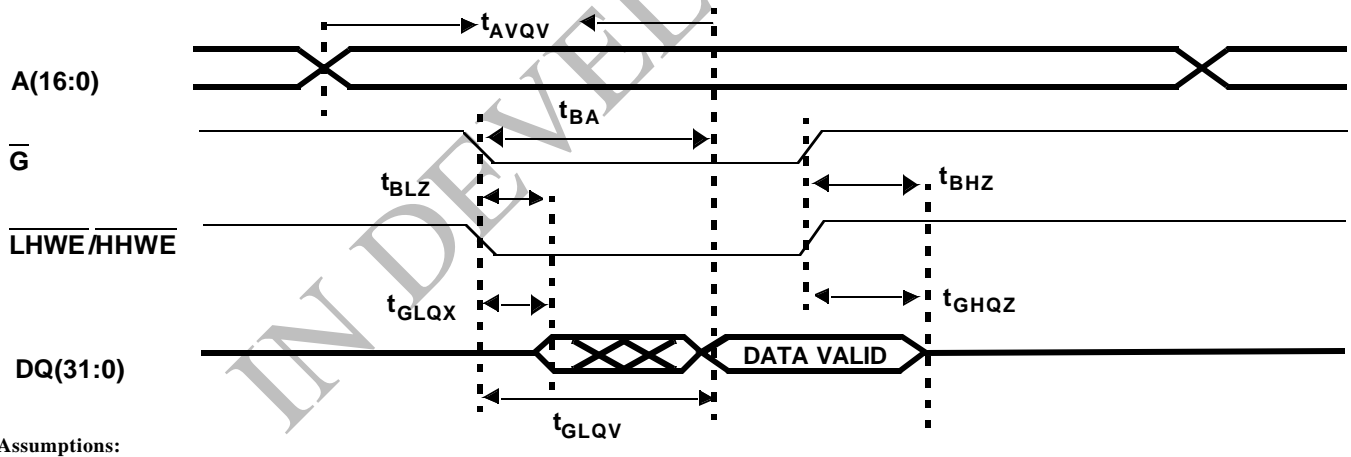 tAVQV
A(16:0)
tBA
G
tBLZ
tBHZ
LHWE/HHWE
tGLQX
tGHQZ
DQ(31:0)
DATA VALID
tGLQV
Assumptions:
IN DEVEL